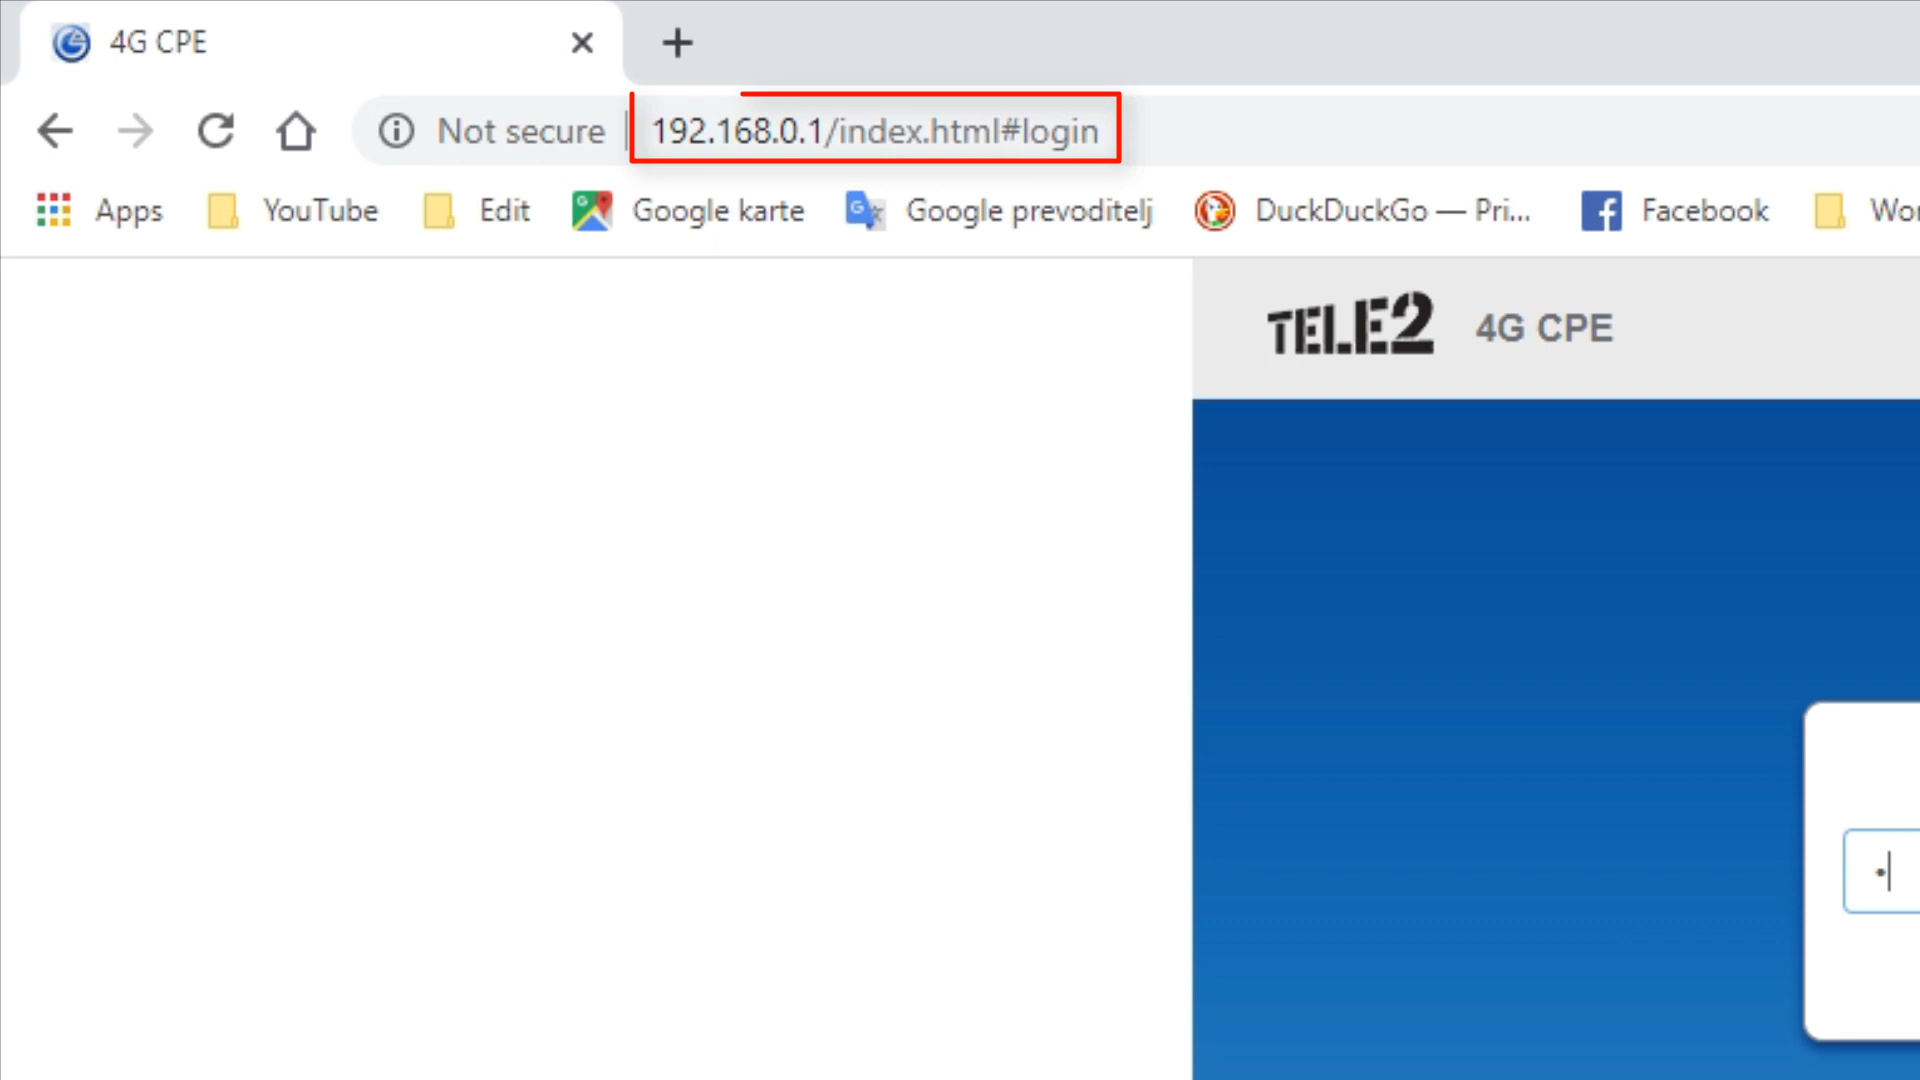 4G CPE
Not secure | 192.168.0.1/index.html#login
Apps YouTube Edit Google karte Google prevoditelj DuckDuckGo — Pri... Facebook
TELE2 4G CPE